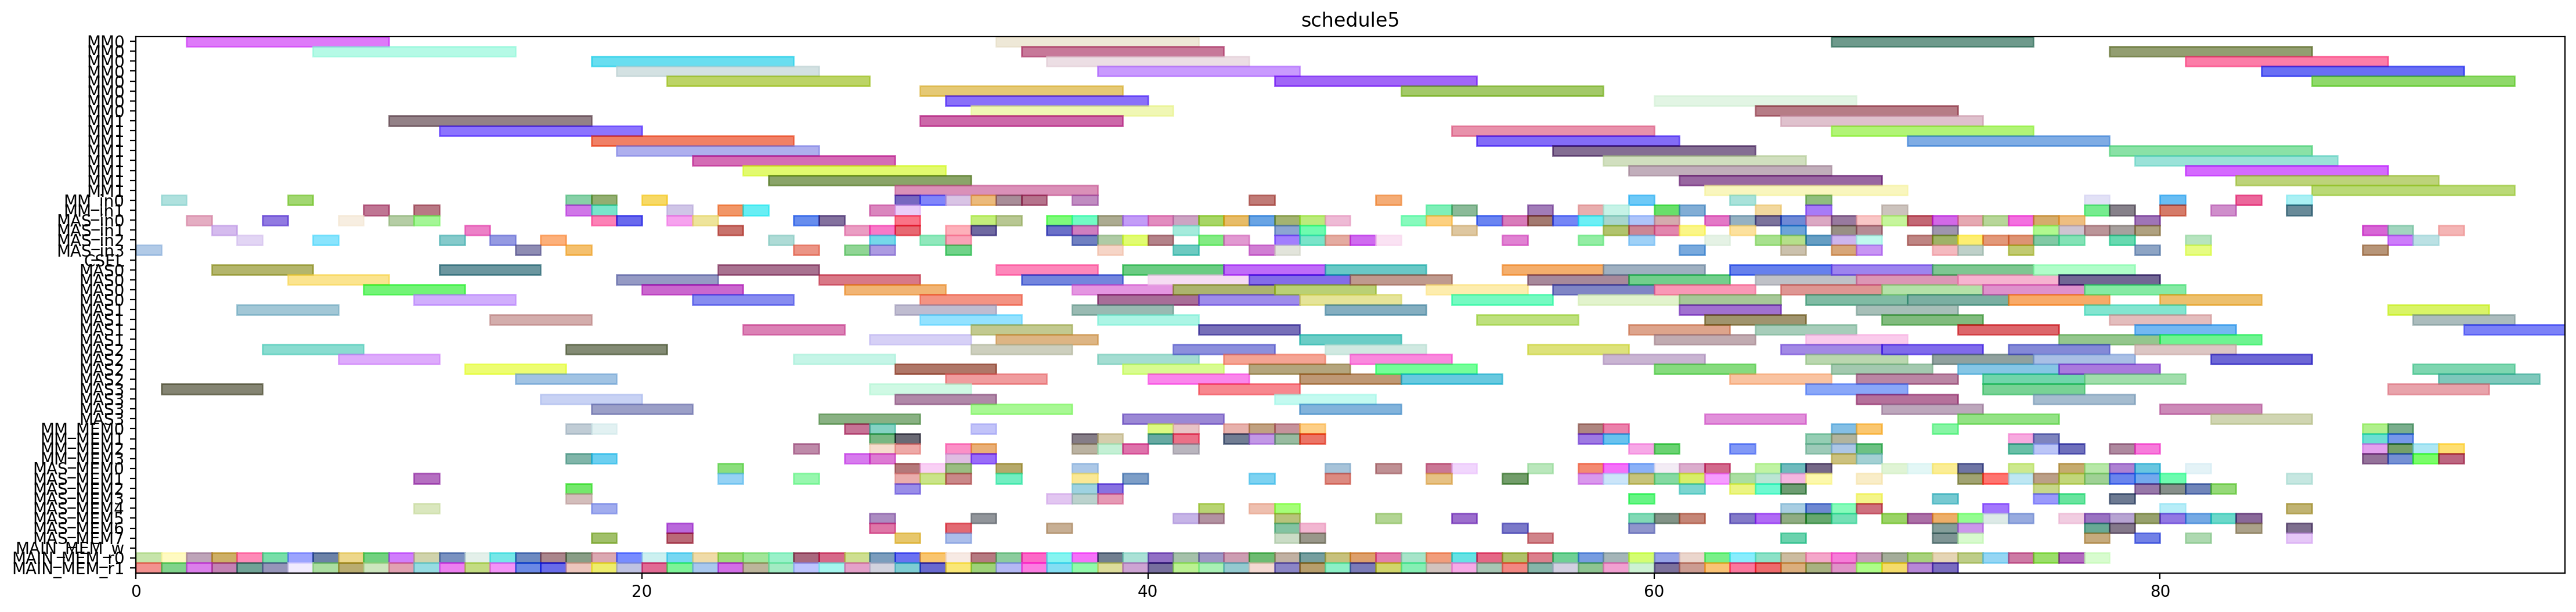 schedule5
MM0
MM0
MM0
MM0
MM0
MM0
MM0
MM0
MM1
MM1
MM1
MM1
MM1
MM1
MM1
MM1
MM_in0
MM_in1
MAS_in0
MAS_in1
MAS_in2
MAS_in3
CSEL
MAS0
MAS0
MAS0
MAS0
MAS1
MAS1
MAS1
MAS1
MAS2
MAS2
MAS2
MAS2
MAS3
MAS3
MAS3
MAS3
MM_MEM0
MM_MEM1
MM_MEM2
MM_MEM3
MAS_MEM0
MAS_MEM1
MAS_MEM2
MAS_MEM3
MAS_MEM4
MAS_MEM5
MAS_MEM6
MAS_MEM7
MAIN_MEM_w
MAIN_MEM_r0
MAIN_MEM_r1
0 20 40 60 80